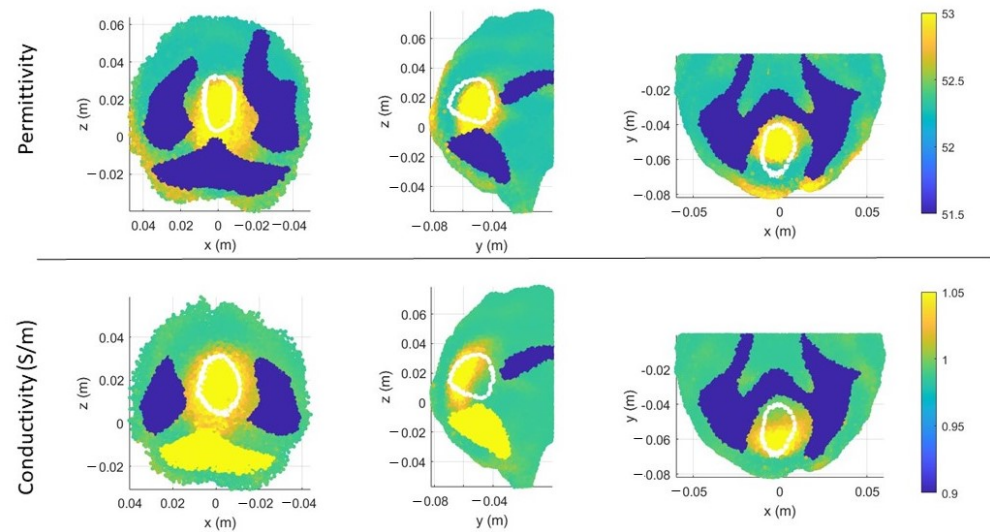 Permittivity
0.06
0.04
0.02
0
−0.02
z (m)
0.04 0.02 0 −0.02 −0.04
x (m)
0.08
0.06
0.04
0.02
0
−0.02
−0.04
z (m)
−0.08 −0.04
y (m)
-0.02
-0.04
-0.06
-0.08
y (m)
−0.05 0 0.05
x (m)
53
52.5
52
51.5
Conductivity (S/m)
0.04
0.02
0
−0.02
z (m)
0.04 0.02 0 −0.02 −0.04
x (m)
0.08
0.06
0.04
0.02
0
−0.02
−0.04
z (m)
−0.08 −0.04
y (m)
-0.02
-0.04
-0.06
-0.08
y (m)
−0.05 0 0.05
x (m)
1.05
1
0.95
0.9